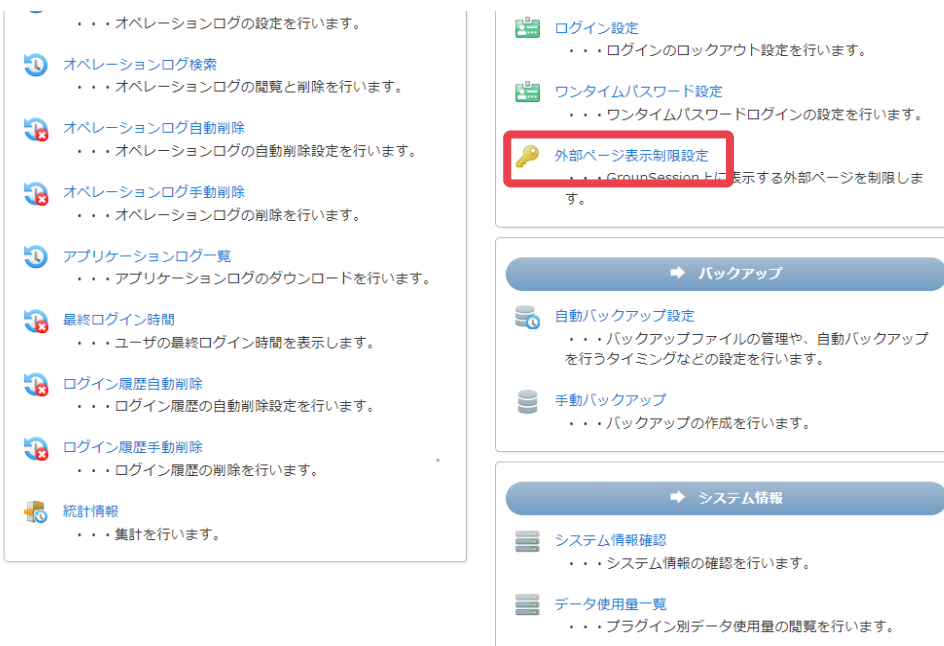 ・・・オペレーションログの設定を行います。
オペレーションログ検索
・・・オペレーションログの閲覧と削除を行います。
オペレーションログ自動削除
・・・オペレーションログの自動削除設定を行います。
オペレーションログ手動削除
・・・オペレーションログの削除を行います。
アプリケーションログ一覧
・・・アプリケーションログのダウンロードを行います。
最終ログイン時間
・・・ユーザの最終ログイン時間を表示します。
ログイン履歴自動削除
・・・ログイン履歴の自動削除設定を行います。
ログイン履歴手動削除
・・・ログイン履歴の削除を行います。
統計情報
・・・集計を行います。
ログイン設定
・・・ログインのロックアウト設定を行います。
ワンタイムパスワード設定
・・・ワンタイムパスワードログインの設定を行います。
外部ページ表示制限設定
・・・GroupSession上に表示する外部ページを制限しま
す。
バックアップ
自動バックアップ設定
・・・バックアップファイルの管理や、自動バックアップ
を行うタイミングなどの設定を行います。
手動バックアップ
・・・バックアップの作成を行います。
システム情報
システム情報確認
・・・システム情報の確認を行います。
データ使用量一覧
・・・プラグイン別データ使用量の閲覧を行います。